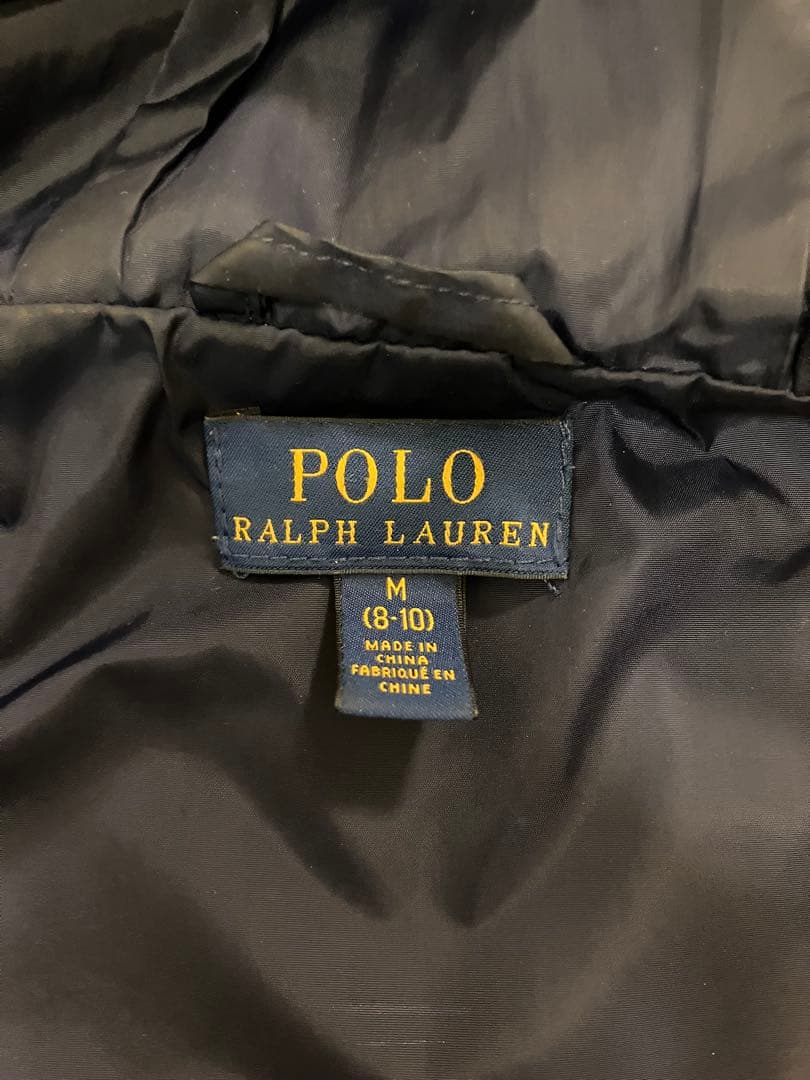 POLO
RALPH LAUREN
M
(8-10)
MADE IN
CHINA
FABRIQUÉ EN
CHINE